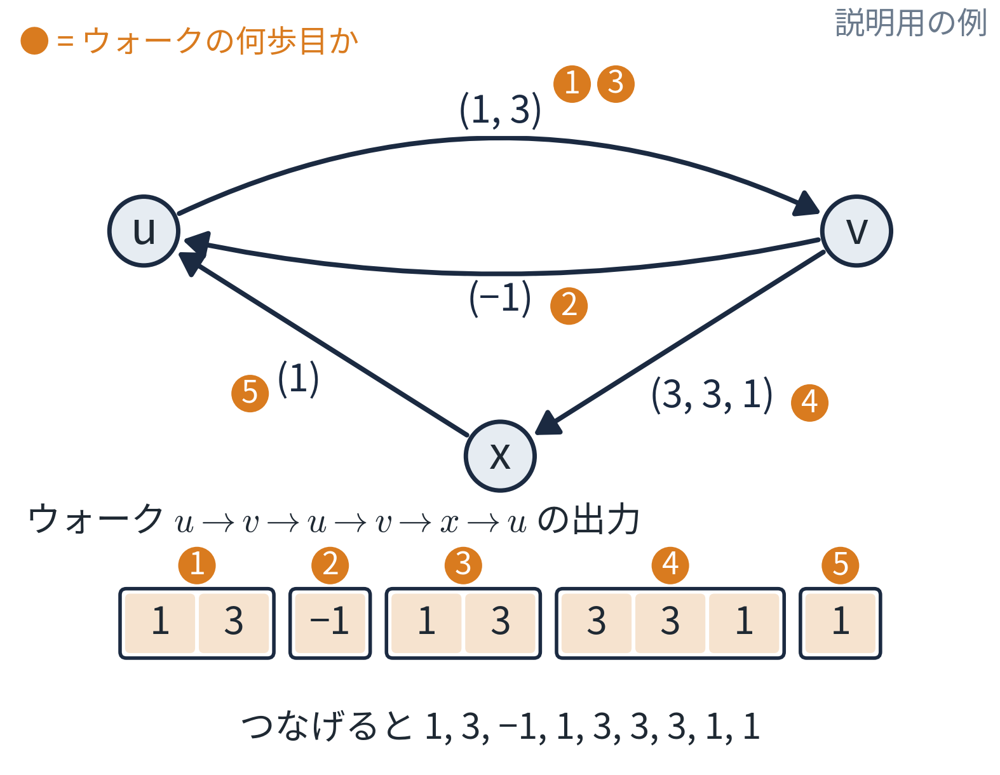 説明用の例
● = ウォークの何歩目か
1 3
(1, 3)
u
v
(−1) 2
5 (1)
(3, 3, 1) 4
x
ウォーク u → v → u → v → x → u の出力
1 2 3 4 5
1 3 −1 1 3 3 3 1 1
つなげると 1, 3, −1, 1, 3, 3, 3, 1, 1